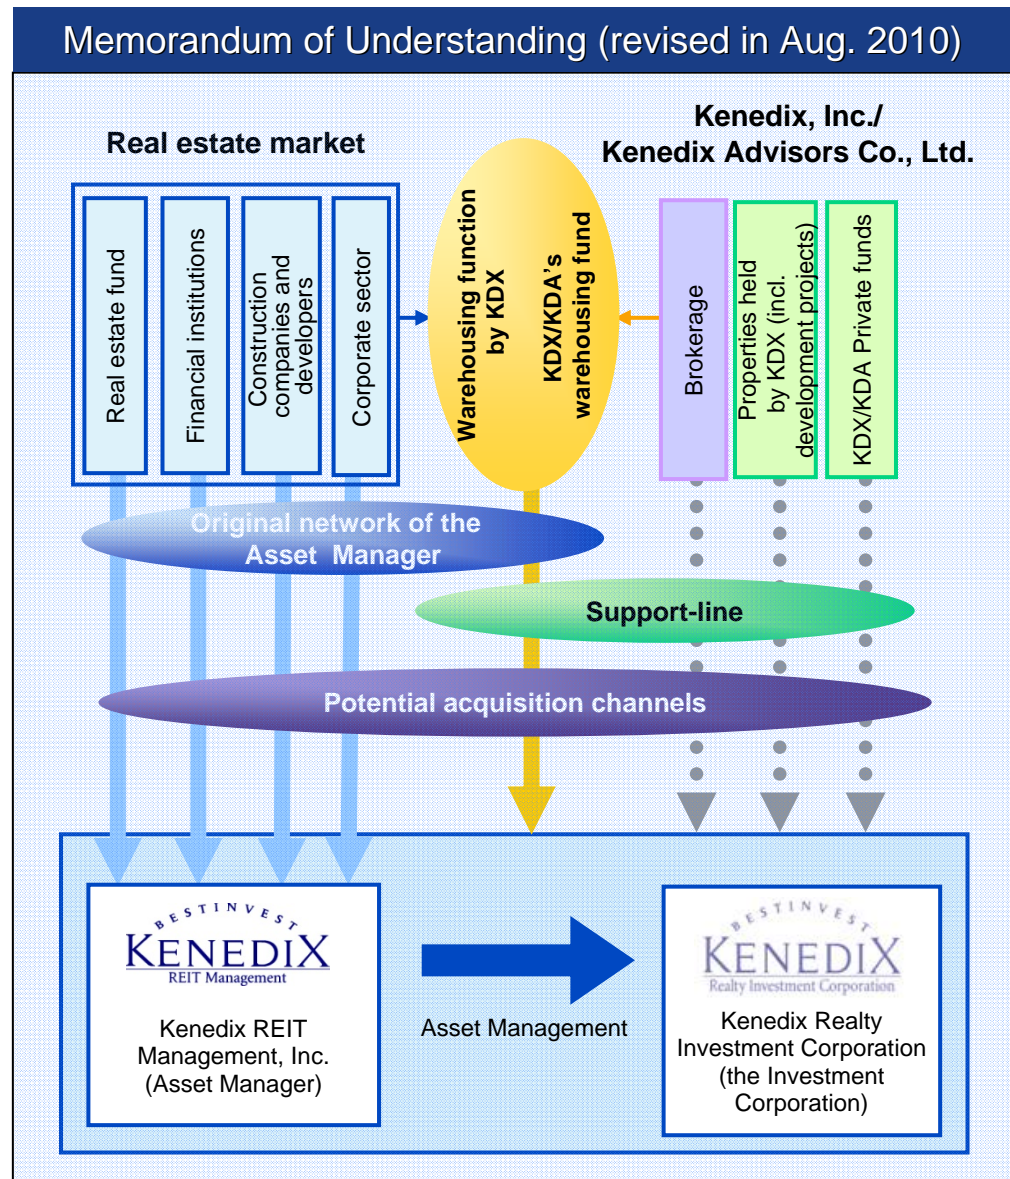 Memorandum of Understanding (revised in Aug. 2010)
Real estate market
Kenedix, Inc./
Kenedix Advisors Co., Ltd.
Real estate fund
Financial institutions
Construction
companies and
developers
Corporate sector
Warehousing function
by KDX
KDX/KDA's
warehousing fund
Brokerage
Properties held
by KDX (incl.
development projects)
KDX/KDA Private funds
Original network of the
Asset Manager
Support-line
Potential acquisition channels
BESTINVEST
KENEDIX
REIT Management
Kenedix REIT
Management, Inc.
(Asset Manager)
Asset Management
BESTINVEST
KENEDIX
Realty Investment Corporation
Kenedix Realty
Investment Corporation
(the Investment
Corporation)